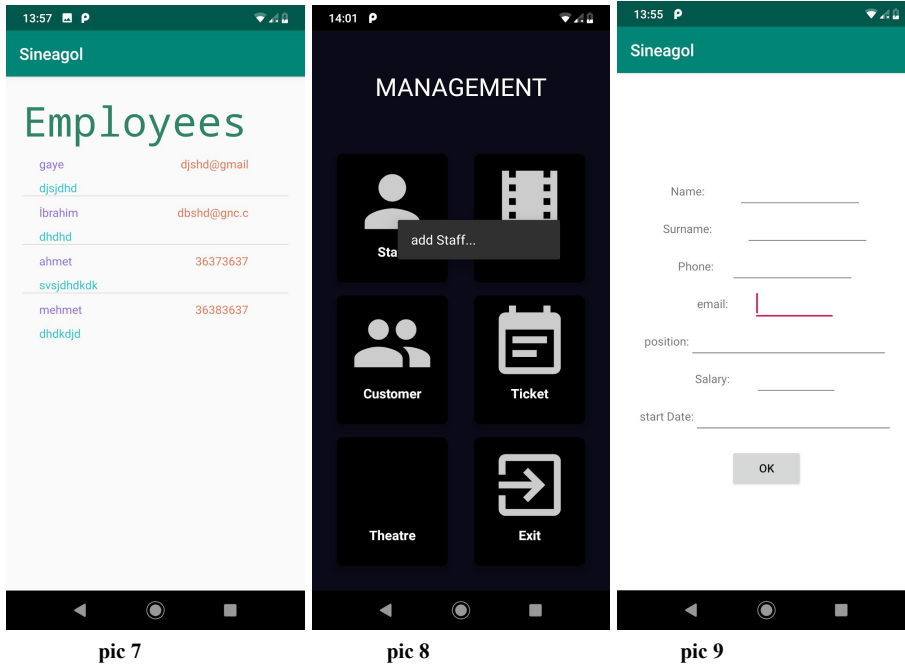 13:57
Sineagol
Employees
gaye djshd@gmail
djsjdhd
İbrahim dbshd@gnc.c
dhdhd
ahmet 36373637
svsjdhdkdk
mehmet 36383637
dhdkdjd
pic 7
14:01
MANAGEMENT
Sta
add Staff...
Customer
Ticket
Theatre
Exit
pic 8
13:55
Sineagol
Name:
Surname:
Phone:
email:
position:
Salary:
start Date:
OK
pic 9